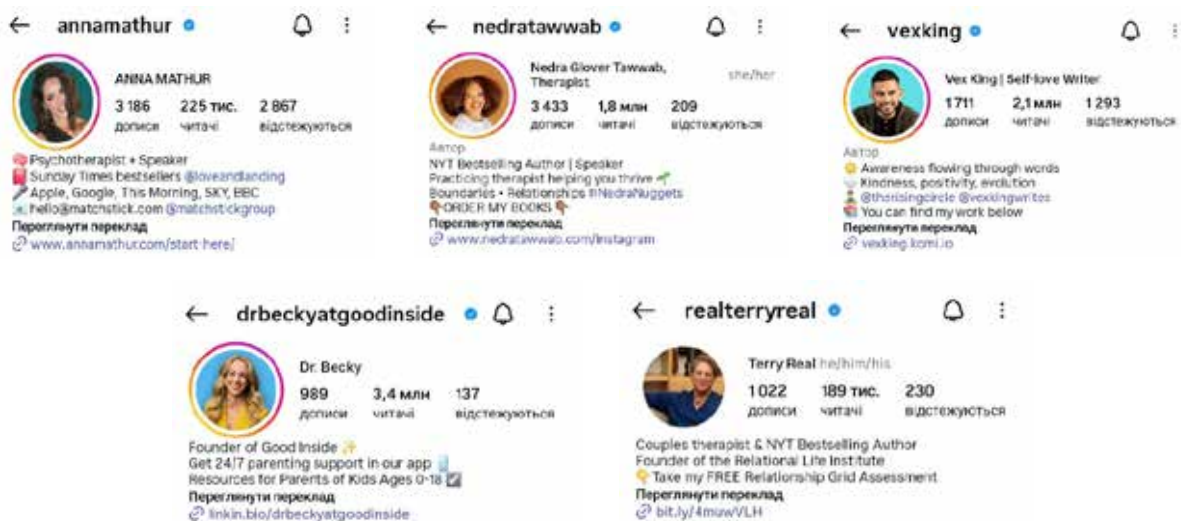 annamathur
ANNA MATHUR
3 186 225 тис. 2 867
дописи читачі відстежуються
Psychotherapist + Speaker
Sunday Times bestsellers @loveandlanding
Apple, Google, This Morning, SKY, BBC
hello@matchstick.com @matchstickgroup
Переглянути переклад
www.annamathur.com/start-here/
nedratawwab
Nedra Glover Tawwab,
Therapist
she/her
3 433 1,8 млн 209
дописи читачі відстежуються
Автор
NYT Bestselling Author | Speaker
Practicing therapist helping you thrive
Boundaries • Relationships #NedraNuggets
ORDER MY BOOKS
Переглянути переклад
www.nedratawwab.com/Instagram
vexking
Vex King | Self-love Writer
1 711 2,1 млн 1 293
дописи читачі відстежуються
Автор
Awareness flowing through words
Kindness, positivity, evolution
@therisingcircle @vexkingwrites
You can find my work below
Переглянути переклад
vexking.komi.io
drbeckyatgoodinside
Dr. Becky
989 3,4 млн 137
дописи читачі відстежуються
Founder of Good Inside
Get 24/7 parenting support in our app
Resources for Parents of Kids Ages 0-18
Переглянути переклад
linkin.bio/drbeckyatgoodinside
realterryreal
Terry Real he/him/his
1 022 189 тис. 230
дописи читачі відстежуються
Couples therapist & NYT Bestselling Author
Founder of the Relational Life Institute
Take my FREE Relationship Grid Assessment
Переглянути переклад
bit.ly/4muwVLH